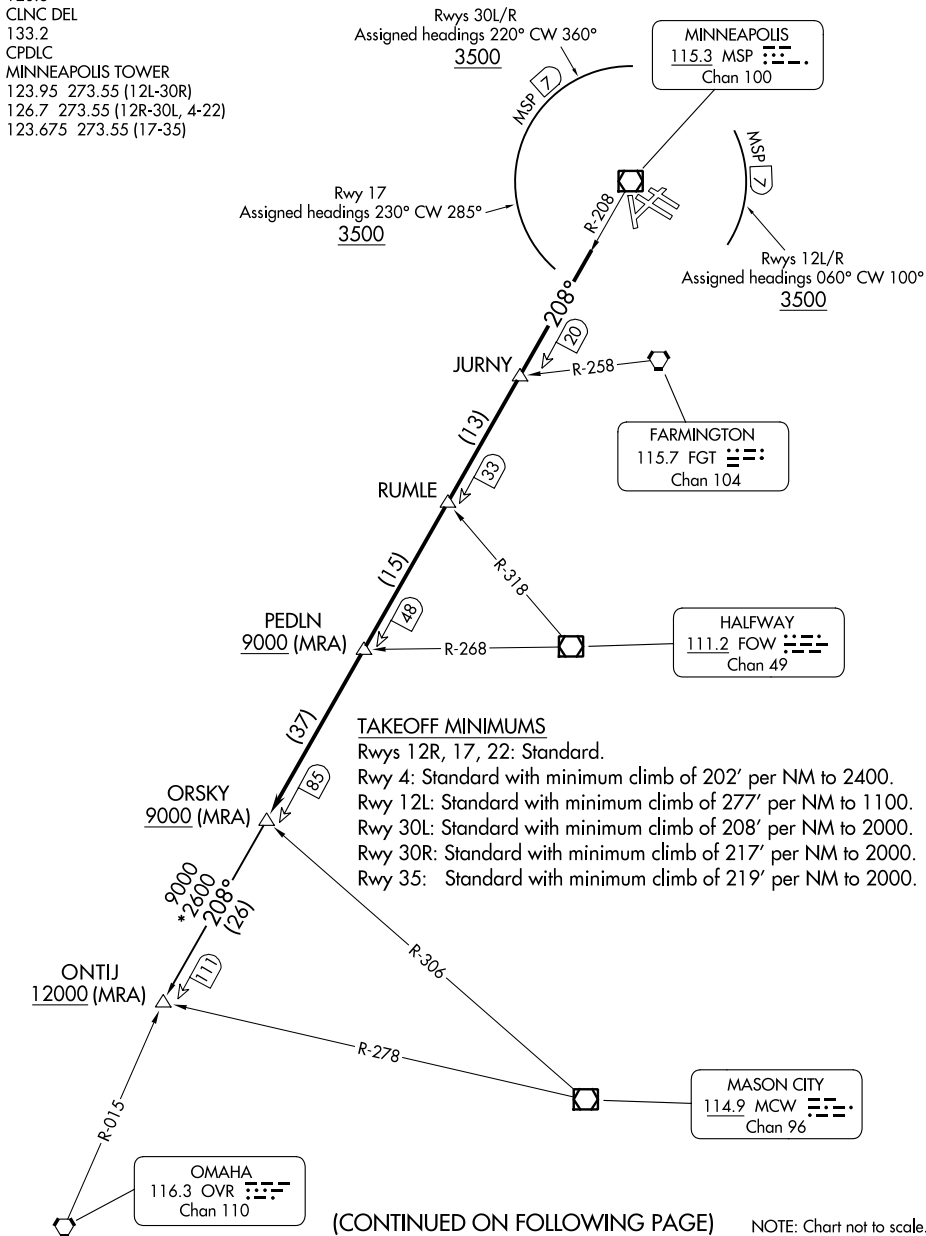 CLNC DEL
133.2
CPDLC
MINNEAPOLIS TOWER
123.95 273.55 (12L-30R)
126.7 273.55 (12R-30L, 4-22)
123.675 273.55 (17-35)
Rwys 30L/R
Assigned headings 220° CW 360°
3500
MINNEAPOLIS
115.3 MSP
Chan 100
MSP 7
MSP 7
Rwy 17
Assigned headings 230° CW 285°
3500
R-208
Rwys 12L/R
Assigned headings 060° CW 100°
3500
208°
20
JURNY
R-258
FARMINGTON
115.7 FGT
Chan 104
(13)
RUMLE
33
(15)
R-318
PEDLN
9000 (MRA)
48
R-268
HALFWAY
111.2 FOW
Chan 49
(37)
TAKEOFF MINIMUMS
Rwys 12R, 17, 22: Standard.
Rwy 4: Standard with minimum climb of 202' per NM to 2400.
Rwy 12L: Standard with minimum climb of 277' per NM to 1100.
Rwy 30L: Standard with minimum climb of 208' per NM to 2000.
Rwy 30R: Standard with minimum climb of 217' per NM to 2000.
Rwy 35: Standard with minimum climb of 219' per NM to 2000.
85
ORSKY
9000 (MRA)
9000
*2600
208°
(26)
R-306
111
ONTIJ
12000 (MRA)
R-278
R-015
MASON CITY
114.9 MCW
Chan 96
OMAHA
116.3 OVR
Chan 110
(CONTINUED ON FOLLOWING PAGE)
NOTE: Chart not to scale.